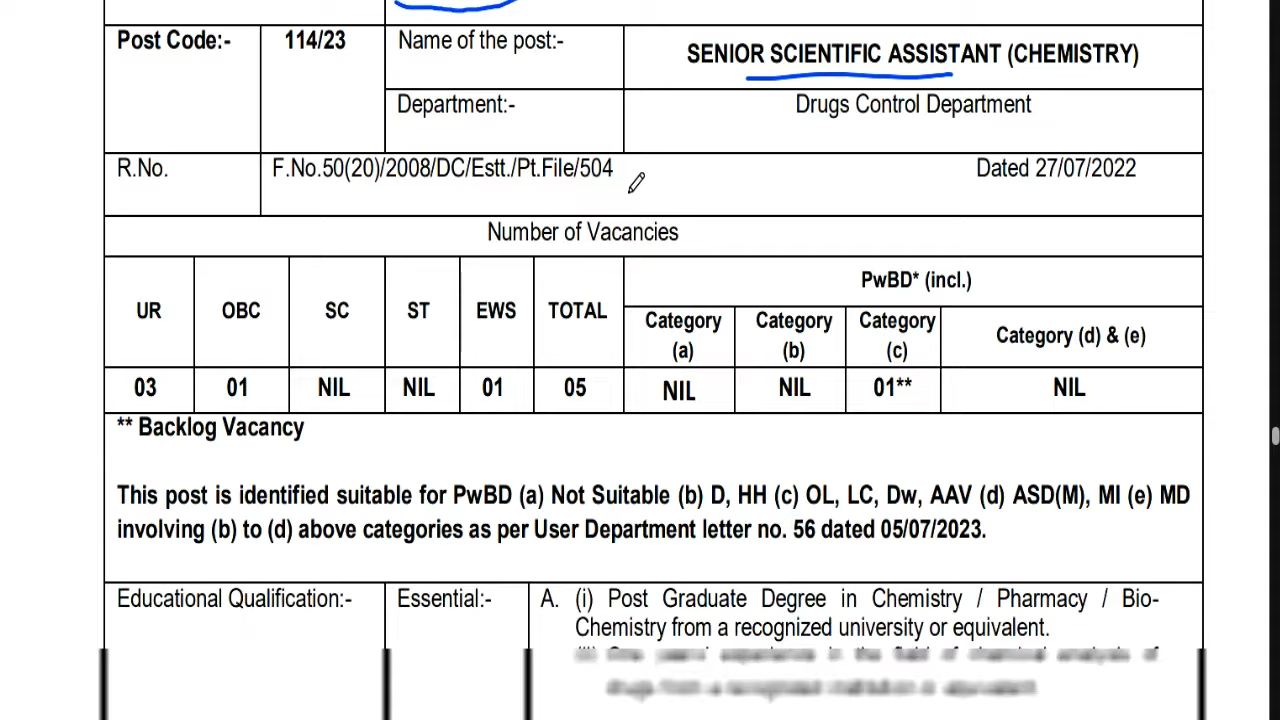 Post Code:- 114/23 Name of the post:- SENIOR SCIENTIFIC ASSISTANT (CHEMISTRY)
Department:- Drugs Control Department
R.No. F.No.50(20)/2008/DC/Estt./Pt.File/504 Dated 27/07/2022
Number of Vacancies
UR OBC SC ST EWS TOTAL PwBD* (incl.)
Category (a) Category (b) Category (c) Category (d) & (e)
03 01 NIL NIL 01 05 NIL NIL 01** NIL
** Backlog Vacancy
This post is identified suitable for PwBD (a) Not Suitable (b) D, HH (c) OL, LC, Dw, AAV (d) ASD(M), MI (e) MD
involving (b) to (d) above categories as per User Department letter no. 56 dated 05/07/2023.
Educational Qualification:- Essential:- A. (i) Post Graduate Degree in Chemistry / Pharmacy / Bio-
Chemistry from a recognized university or equivalent.